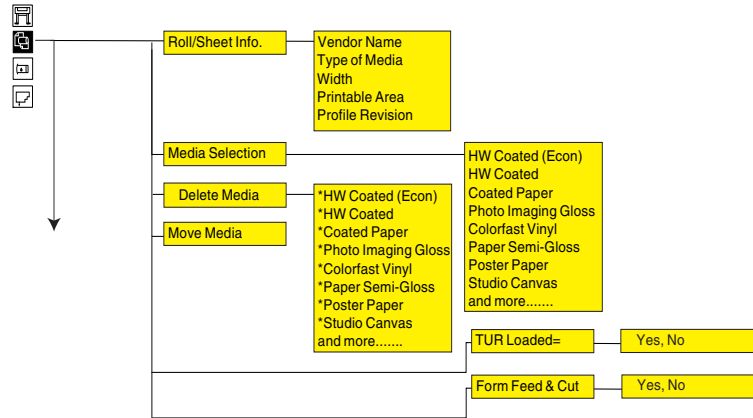 Roll/Sheet Info.
Vendor Name
Type of Media
Width
Printable Area
Profile Revision
Media Selection
HW Coated (Econ)
HW Coated
Coated Paper
Photo Imaging Gloss
Colorfast Vinyl
Paper Semi-Gloss
Poster Paper
Studio Canvas
and more.......
Delete Media
*HW Coated (Econ)
*HW Coated
*Coated Paper
*Photo Imaging Gloss
*Colorfast Vinyl
*Paper Semi-Gloss
*Poster Paper
*Studio Canvas
and more.......
Move Media
TUR Loaded=
Yes, No
Form Feed & Cut
Yes, No